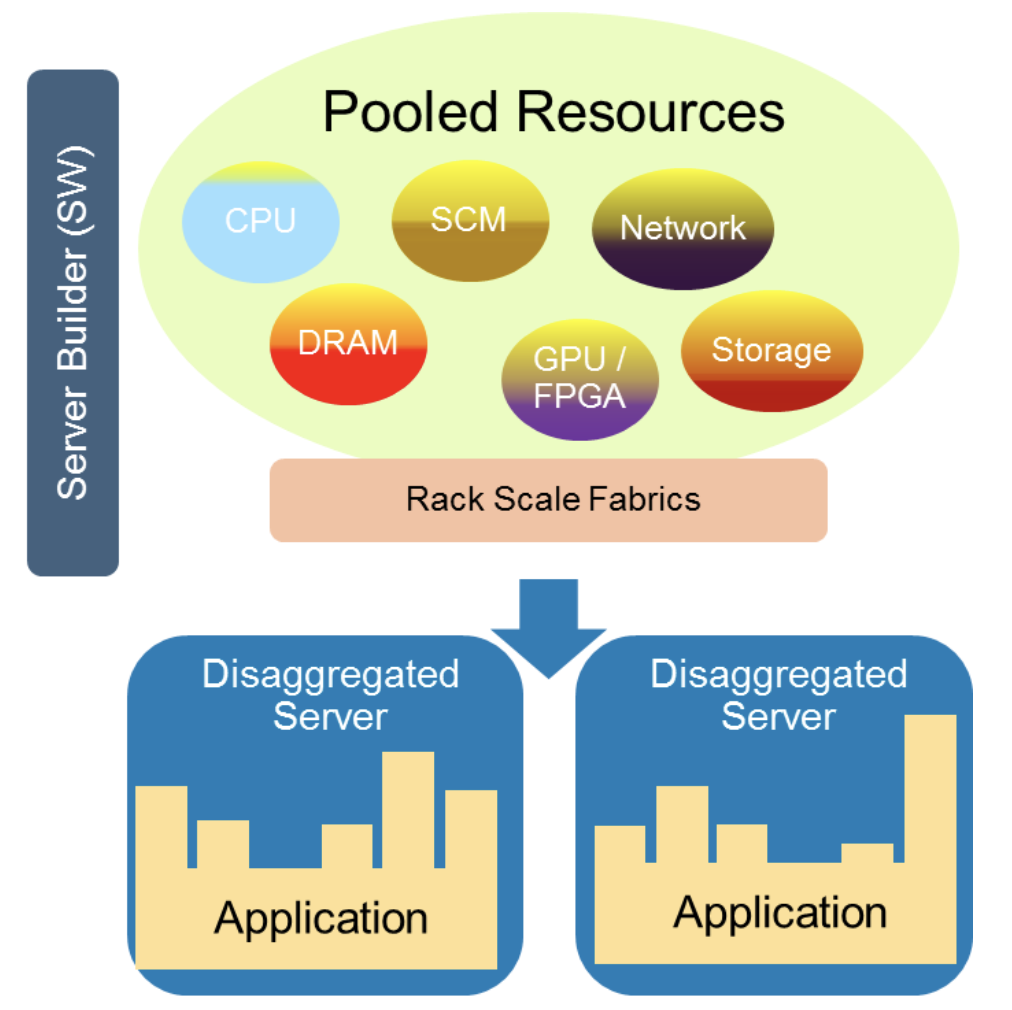 Server Builder (SW)
Pooled Resources
CPU
SCM
Network
DRAM
GPU /
FPGA
Storage
Rack Scale Fabrics
Disaggregated
Server
Application
Disaggregated
Server
Application